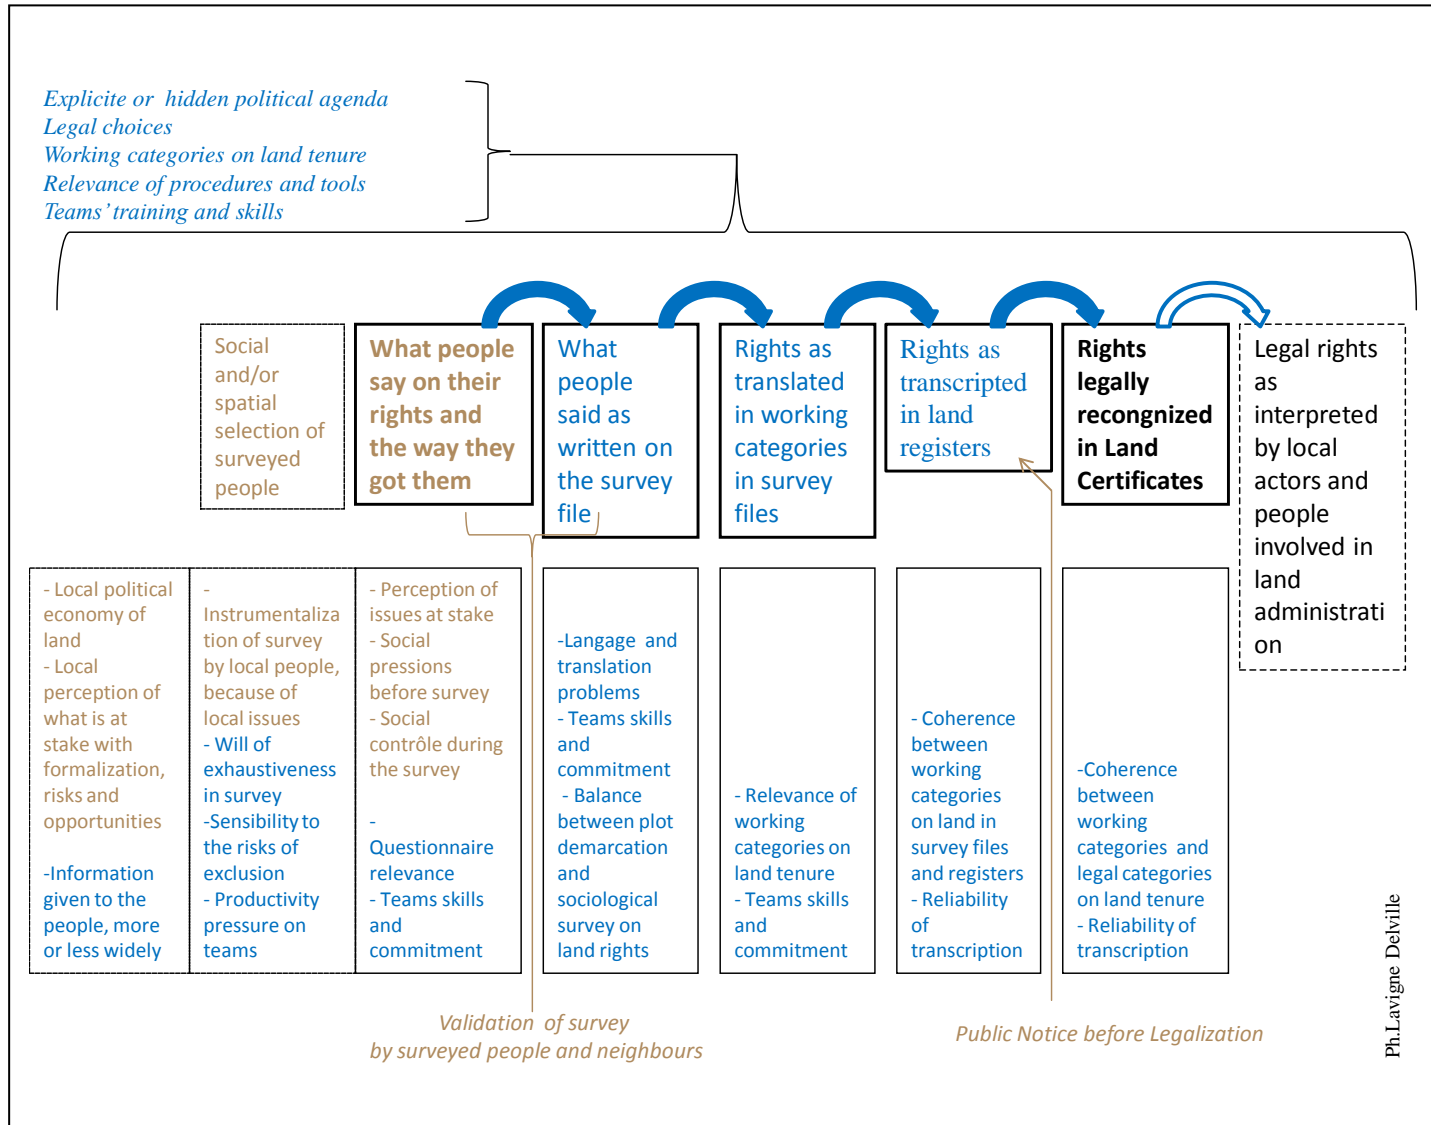 Explicite or hidden political agenda
Legal choices
Working categories on land tenure
Relevance of procedures and tools
Teams' training and skills
Social
and/or
spatial
selection of
surveyed
people
What people
say on their
rights and
the way they
got them
What
people
said as
written on
the survey
file
Rights as
translated
in working
categories
in survey
files
Rights as
transcripted
in land
registers
Rights
legally
recongnized
in Land
Certificates
Legal rights
as
interpreted
by local
actors and
people
involved in
land
administrati
on
- Local political
economy of
land
- Local
perception of
what is at
stake with
formalization,
risks and
opportunities
-Information
given to the
people, more
or less widely
-
Instrumentaliza
tion of survey
by local people,
because of
local issues
- Will of
exhaustiveness
in survey
-Sensibility to
the risks of
exclusion
- Productivity
pressure on
teams
- Perception of
issues at stake
- Social
pressions
before survey
- Social
contrôle during
the survey
-
Questionnaire
relevance
- Teams skills
and
commitment
-Langage and
translation
problems
- Teams skills
and
commitment
- Balance
between plot
demarcation
and
sociological
survey on
land rights
- Relevance of
working
categories on
land tenure
- Teams skills
and
commitment
- Coherence
between
working
categories
on land in
survey files
and registers
- Reliability
of
transcription
-Coherence
between
working
categories and
legal categories
on land tenure
- Reliability of
transcription
Validation of survey
by surveyed people and neighbours
Public Notice before Legalization
Ph.Lavigne Delville